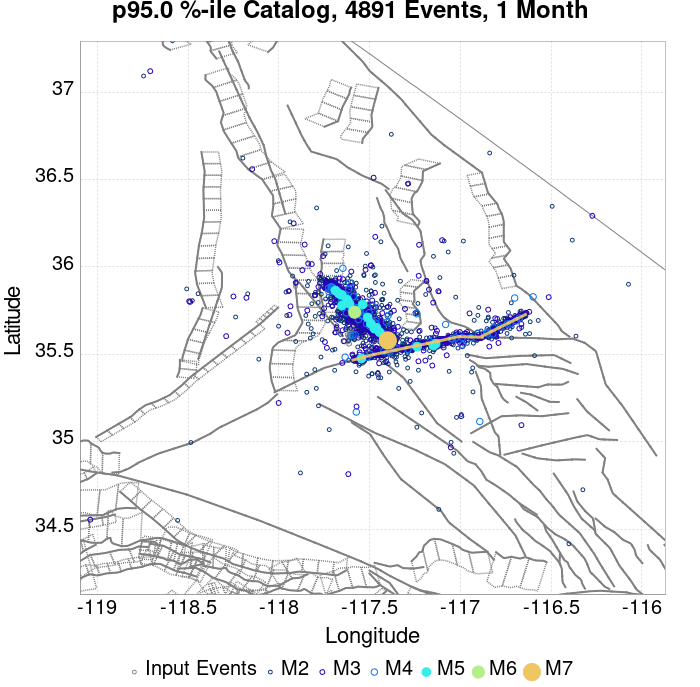 p95.0 %-ile Catalog, 4891 Events, 1 Month
37
36.5
36
35.5
35
34.5
Latitude
-119 -118.5 -118 -117.5 -117 -116.5 -116
Longitude
Input Events M2 M3 M4 M5 M6 M7